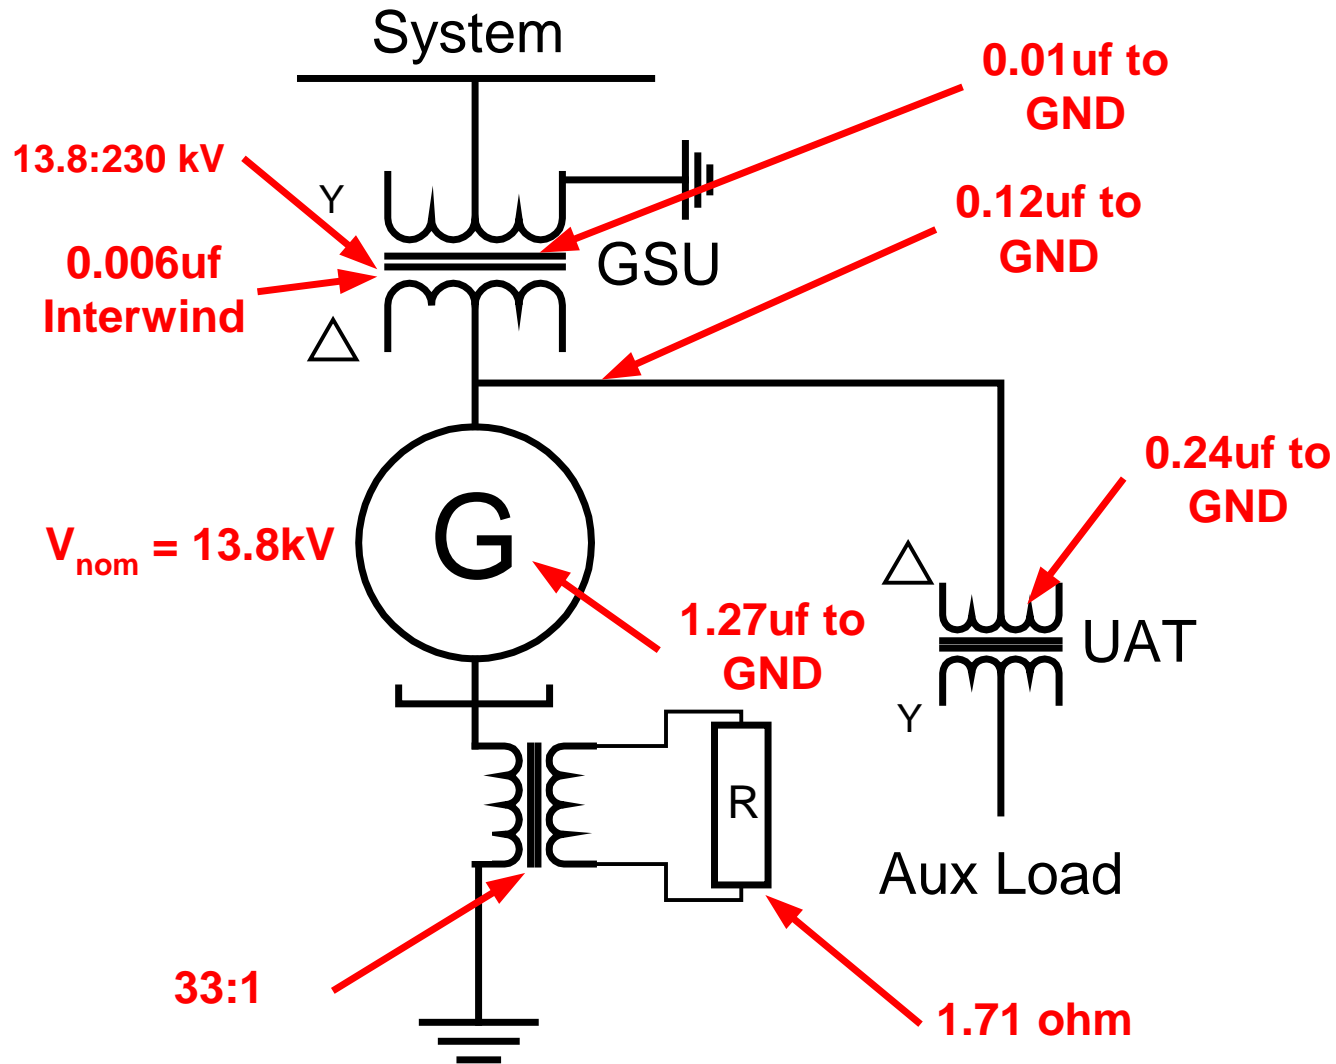 System
0.01uf to
GND
13.8:230 kV
Y
0.12uf to
GND
0.006uf
Interwind
GSU
0.24uf to
GND
G
Vnom = 13.8kV
1.27uf to
GND
UAT
Y
R
Aux Load
33:1
1.71 ohm